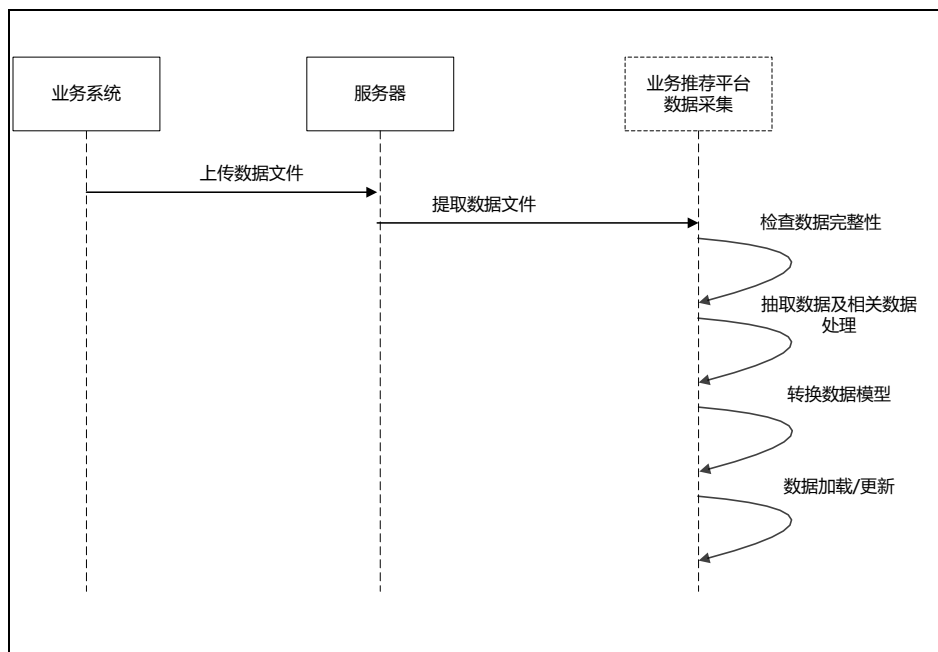 业务系统
服务器
业务推荐平台
数据采集
上传数据文件
提取数据文件
检查数据完整性
抽取数据及相关数据
处理
转换数据模型
数据加载/更新